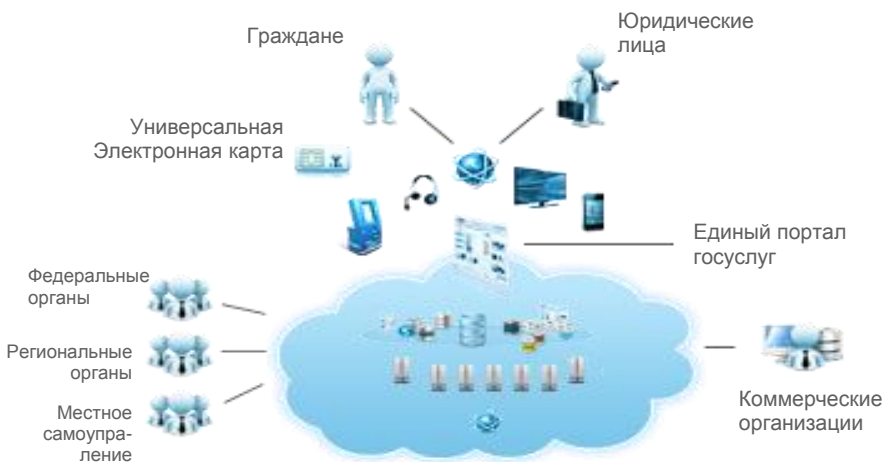 Граждане
Юридические
лица
Универсальная
Электронная карта
Единый портал
госуслуг
Федеральные
органы
Региональные
органы
Местное
самоупра-
ление
Коммерческие
организации